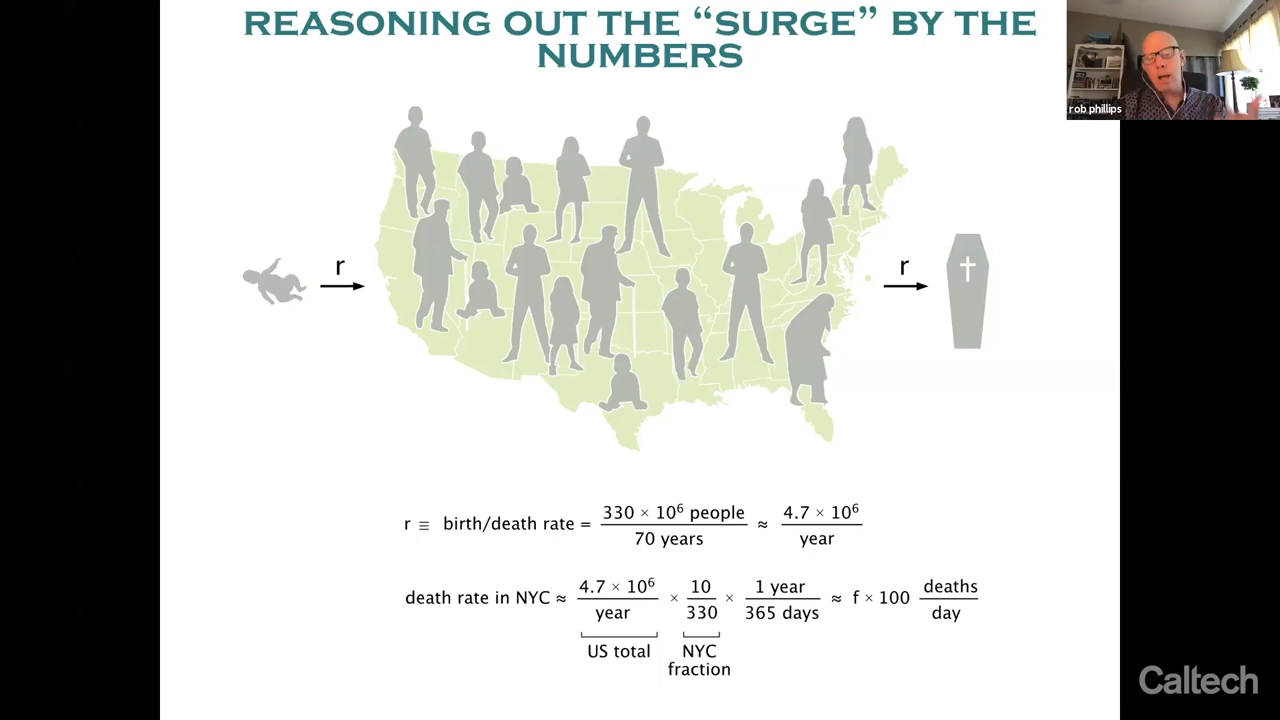 REASONING OUT THE “SURGE” BY THE
NUMBERS
rob phillips
r
r
r ≡ birth/death rate = 330 × 10⁶ people / 70 years ≈ 4.7 × 10⁶ / year
death rate in NYC ≈ 4.7 × 10⁶ / year × 10 / 330 × 1 year / 365 days ≈ f × 100 deaths / day
US total NYC
fraction
Caltech